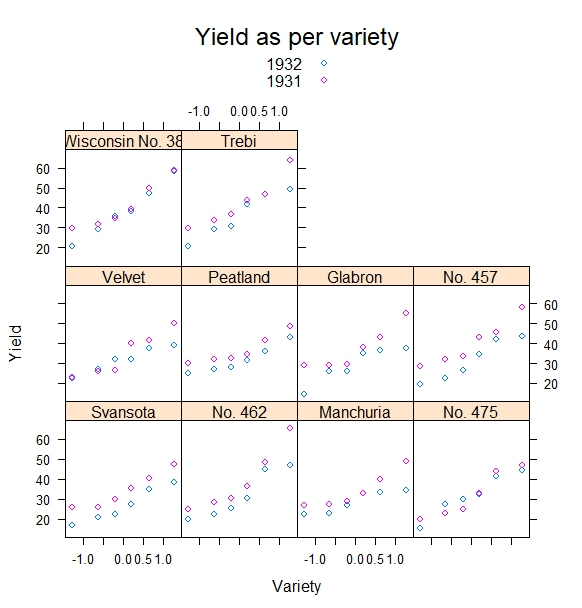 Yield as per variety
1932
1931
-1.0 0.0 0.5 1.0
Wisconsin No. 38 Trebi
60
50
40
30
20
Velvet Peatland Glabron No. 457
60
50
40
30
20
Yield
Svansota No. 462 Manchuria No. 475
60
50
40
30
20
-1.0 0.0 0.5 1.0 -1.0 0.0 0.5 1.0
Variety